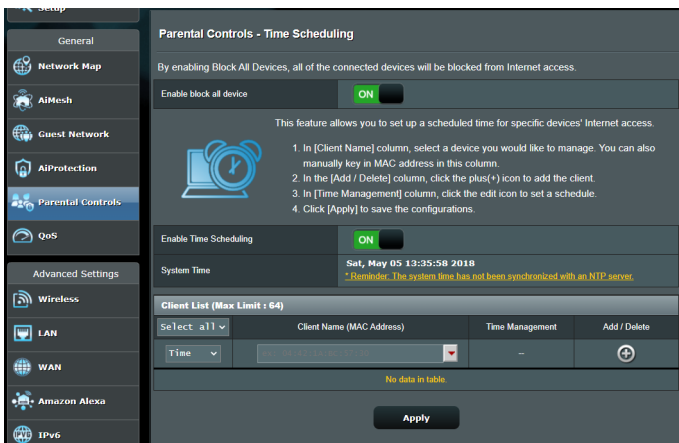 Setup
General
Network Map
AiMesh
Guest Network
AiProtection
Parental Controls
QoS
Advanced Settings
Wireless
LAN
WAN
Amazon Alexa
IPv6
Parental Controls - Time Scheduling
By enabling Block All Devices, all of the connected devices will be blocked from Internet access.
Enable block all device ON
This feature allows you to set up a scheduled time for specific devices' Internet access.
1. In [Client Name] column, select a device you would like to manage. You can also
manually key in MAC address in this
column.
2. In the [Add / Delete] column, click the plus(+) icon to add the
client.
3. In [Time Management] column, click the edit icon to set a schedule.
4. Click [Apply] to save the configurations.
Enable Time Scheduling ON
System Time Sat, May 05 13:35:58 2018
* Reminder: The system time has not been synchronized with an NTP server.
Client List (Max Limit : 64)
Select all Client Name (MAC Address) Time Management Add / Delete
Time –
No data in table.
Apply